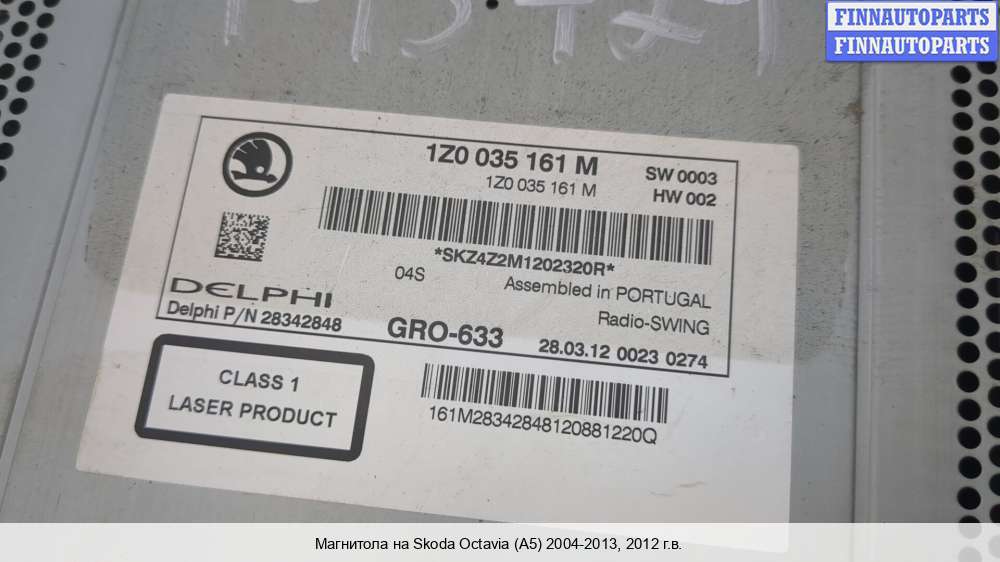 FINNAUTOPARTS
FINNAUTOPARTS
1Z0 035 161 M
1Z0 035 161 M
SW 0003
HW 002
*SKZ4Z2M1202320R*
04S
Assembled in PORTUGAL
DELPHI
Radio-SWING
Delphi P/N 28342848
GRO-633
28.03.12 0023 0274
CLASS 1
LASER PRODUCT
161M28342848120881220Q
Магнитола на Skoda Octavia (A5) 2004-2013, 2012 г.в.